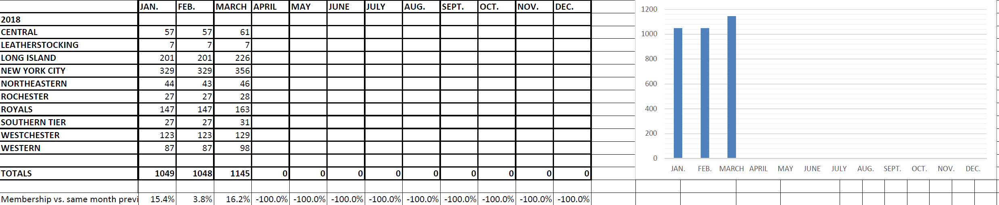 JAN. FEB. MARCH APRIL MAY JUNE JULY AUG. SEPT. OCT. NOV. DEC.
2018
CENTRAL 57 57 61
LEATHERSTOCKING 7 7 7
LONG ISLAND 201 201 226
NEW YORK CITY 329 329 356
NORTHEASTERN 44 43 46
ROCHESTER 27 27 28
ROYALS 147 147 163
SOUTHERN TIER 27 27 31
WESTCHESTER 123 123 129
WESTERN 87 87 98
TOTALS 1049 1048 1145 0 0 0 0 0 0 0 0 0
Membership vs. same month previ 15.4% 3.8% 16.2% -100.0% -100.0% -100.0% -100.0% -100.0% -100.0% -100.0% -100.0% -100.0%
1200
1000
800
600
400
200
0
JAN. FEB. MARCH APRIL MAY JUNE JULY AUG. SEPT. OCT. NOV. DEC.